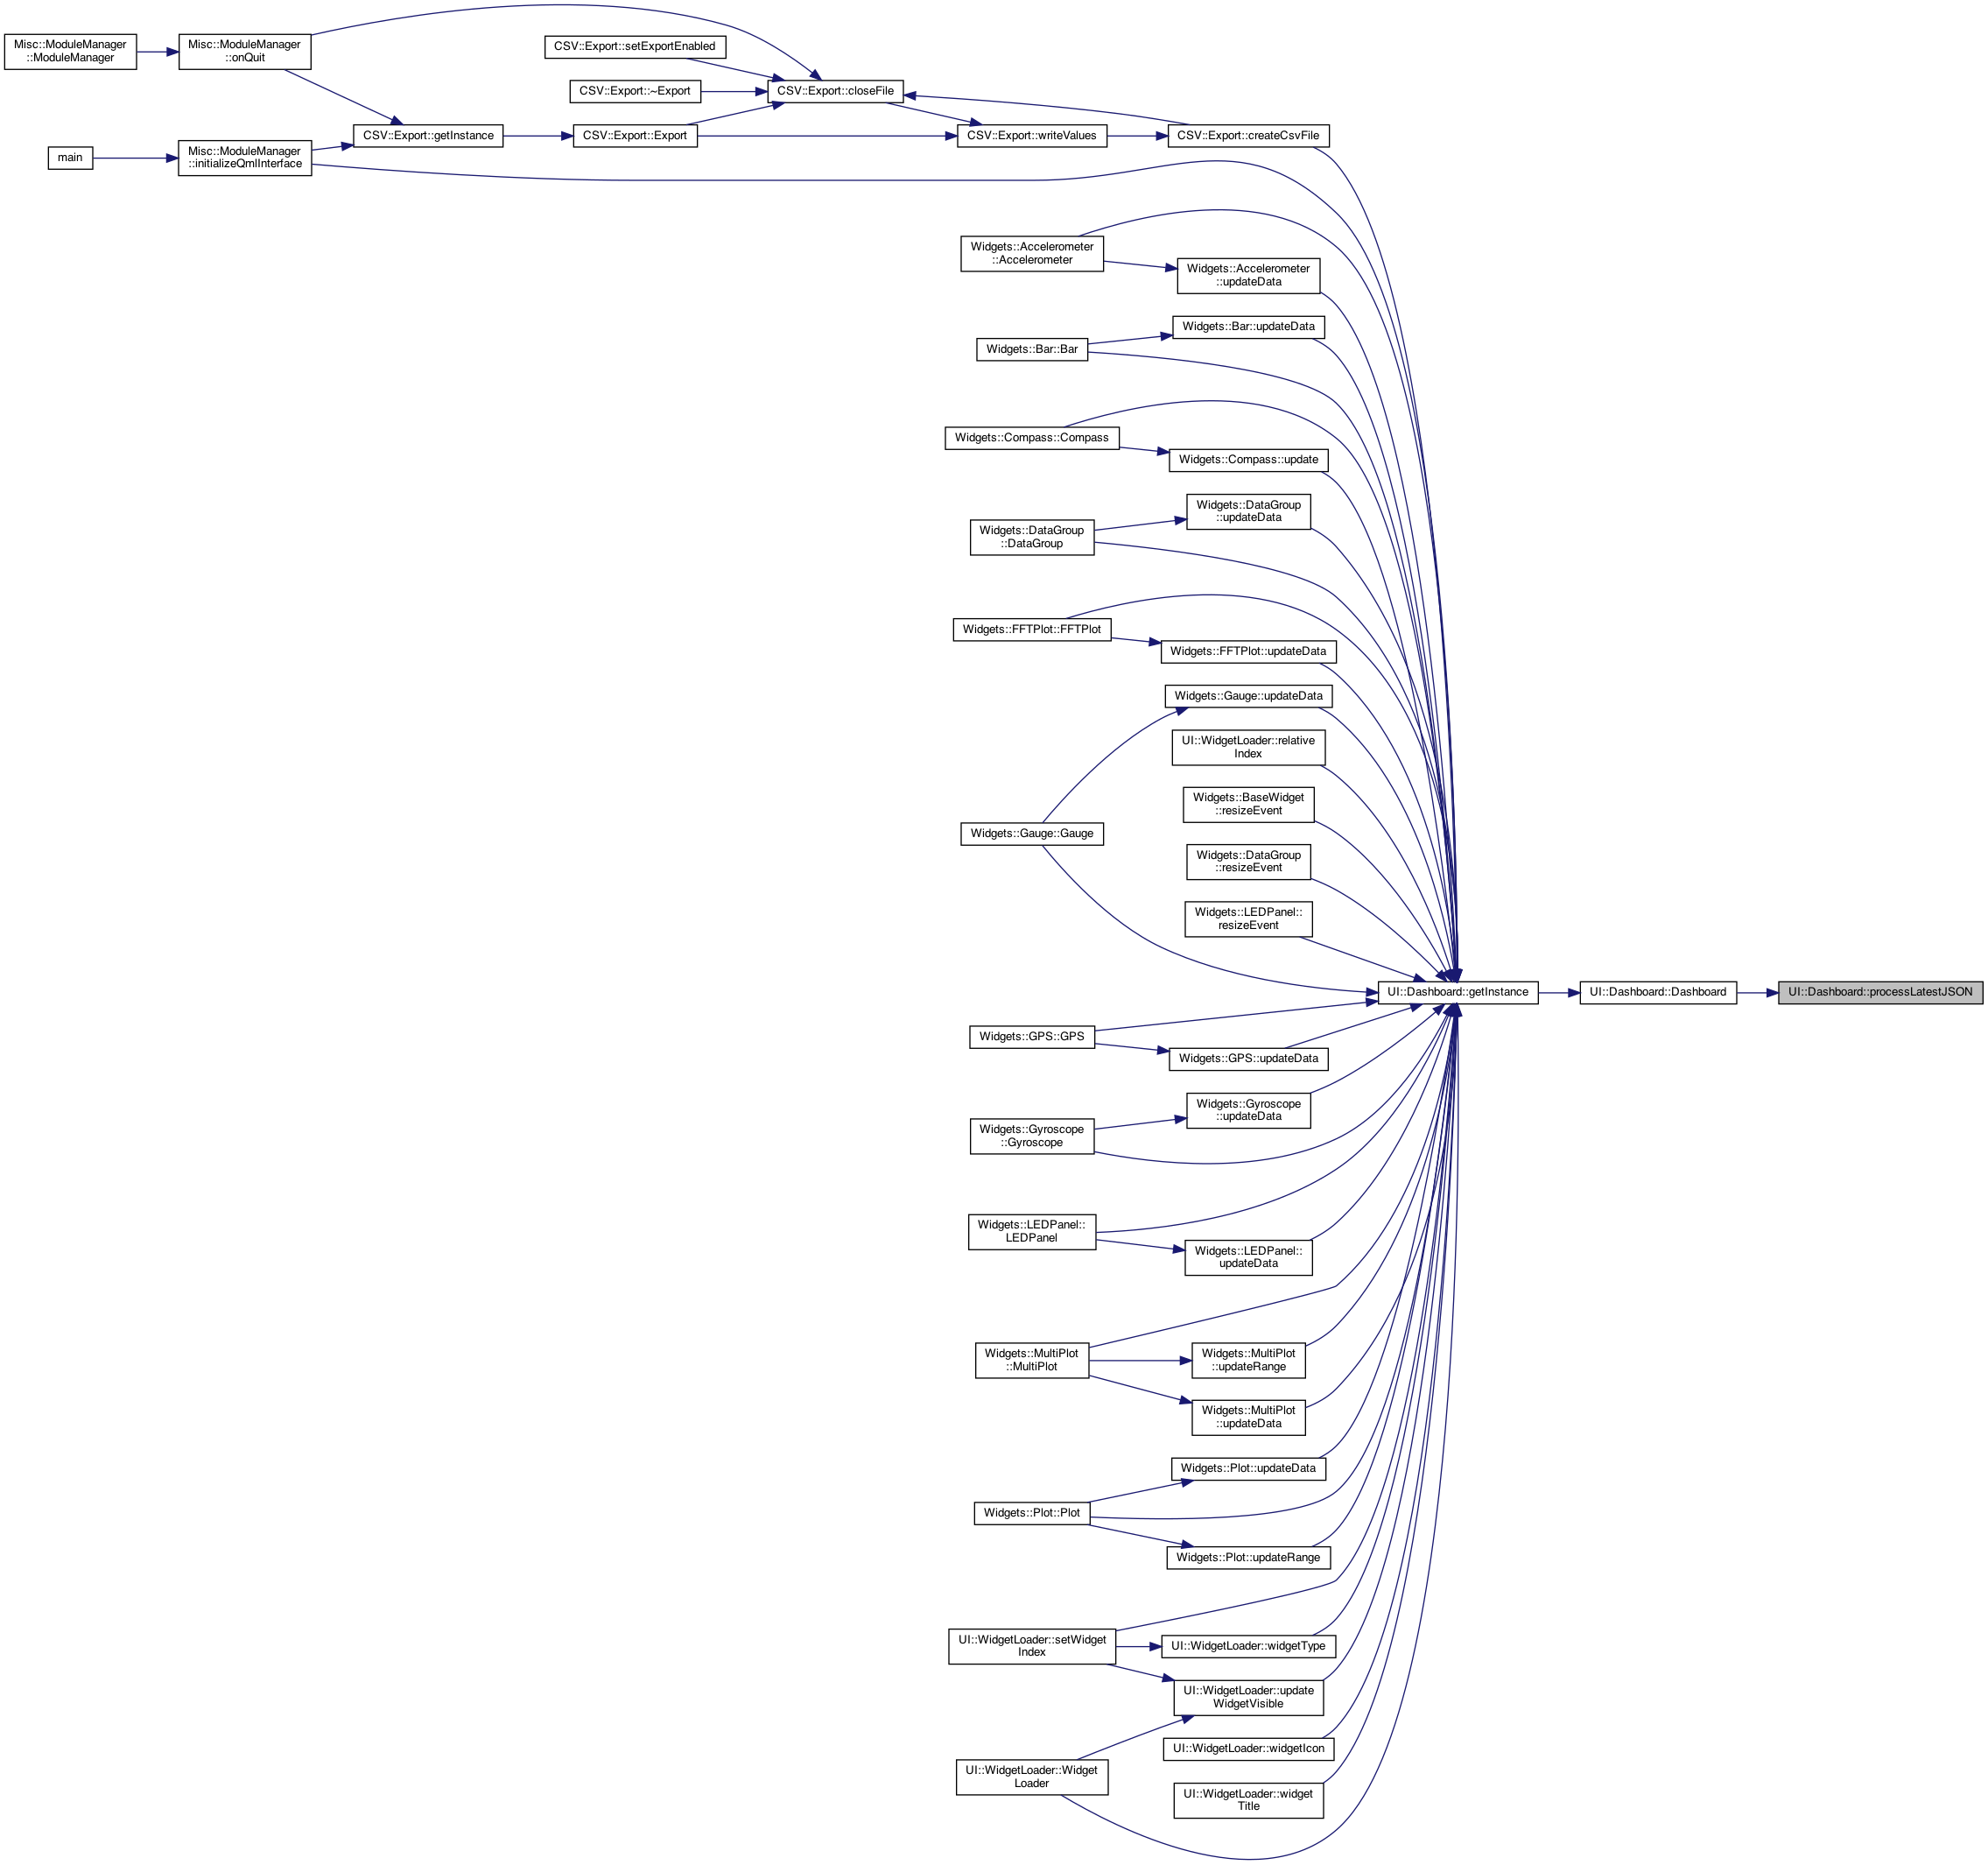 Misc::ModuleManager
::ModuleManager
Misc::ModuleManager
::onQuit
CSV::Export::setExportEnabled
CSV::Export::~Export
CSV::Export::closeFile
main
Misc::ModuleManager
::initializeQmlInterface
CSV::Export::getInstance
CSV::Export::Export
CSV::Export::writeValues
CSV::Export::createCsvFile
Widgets::Accelerometer
::Accelerometer
Widgets::Accelerometer
::updateData
Widgets::Bar::updateData
Widgets::Bar::Bar
Widgets::Compass::Compass
Widgets::Compass::update
Widgets::DataGroup
::updateData
Widgets::DataGroup
::DataGroup
Widgets::FFTPlot::FFTPlot
Widgets::FFTPlot::updateData
Widgets::Gauge::updateData
UI::WidgetLoader::relative
Index
Widgets::BaseWidget
::resizeEvent
Widgets::Gauge::Gauge
Widgets::DataGroup
::resizeEvent
Widgets::LEDPanel::
resizeEvent
UI::Dashboard::getInstance
UI::Dashboard::Dashboard
UI::Dashboard::processLatestJSON
Widgets::GPS::GPS
Widgets::GPS::updateData
Widgets::Gyroscope
::updateData
Widgets::Gyroscope
::Gyroscope
Widgets::LEDPanel::
LEDPanel
Widgets::LEDPanel::
updateData
Widgets::MultiPlot
::MultiPlot
Widgets::MultiPlot
::updateRange
Widgets::MultiPlot
::updateData
Widgets::Plot::updateData
Widgets::Plot::Plot
Widgets::Plot::updateRange
UI::WidgetLoader::setWidget
Index
UI::WidgetLoader::widgetType
UI::WidgetLoader::update
WidgetVisible
UI::WidgetLoader::widgetIcon
UI::WidgetLoader::Widget
Loader
UI::WidgetLoader::widget
Title